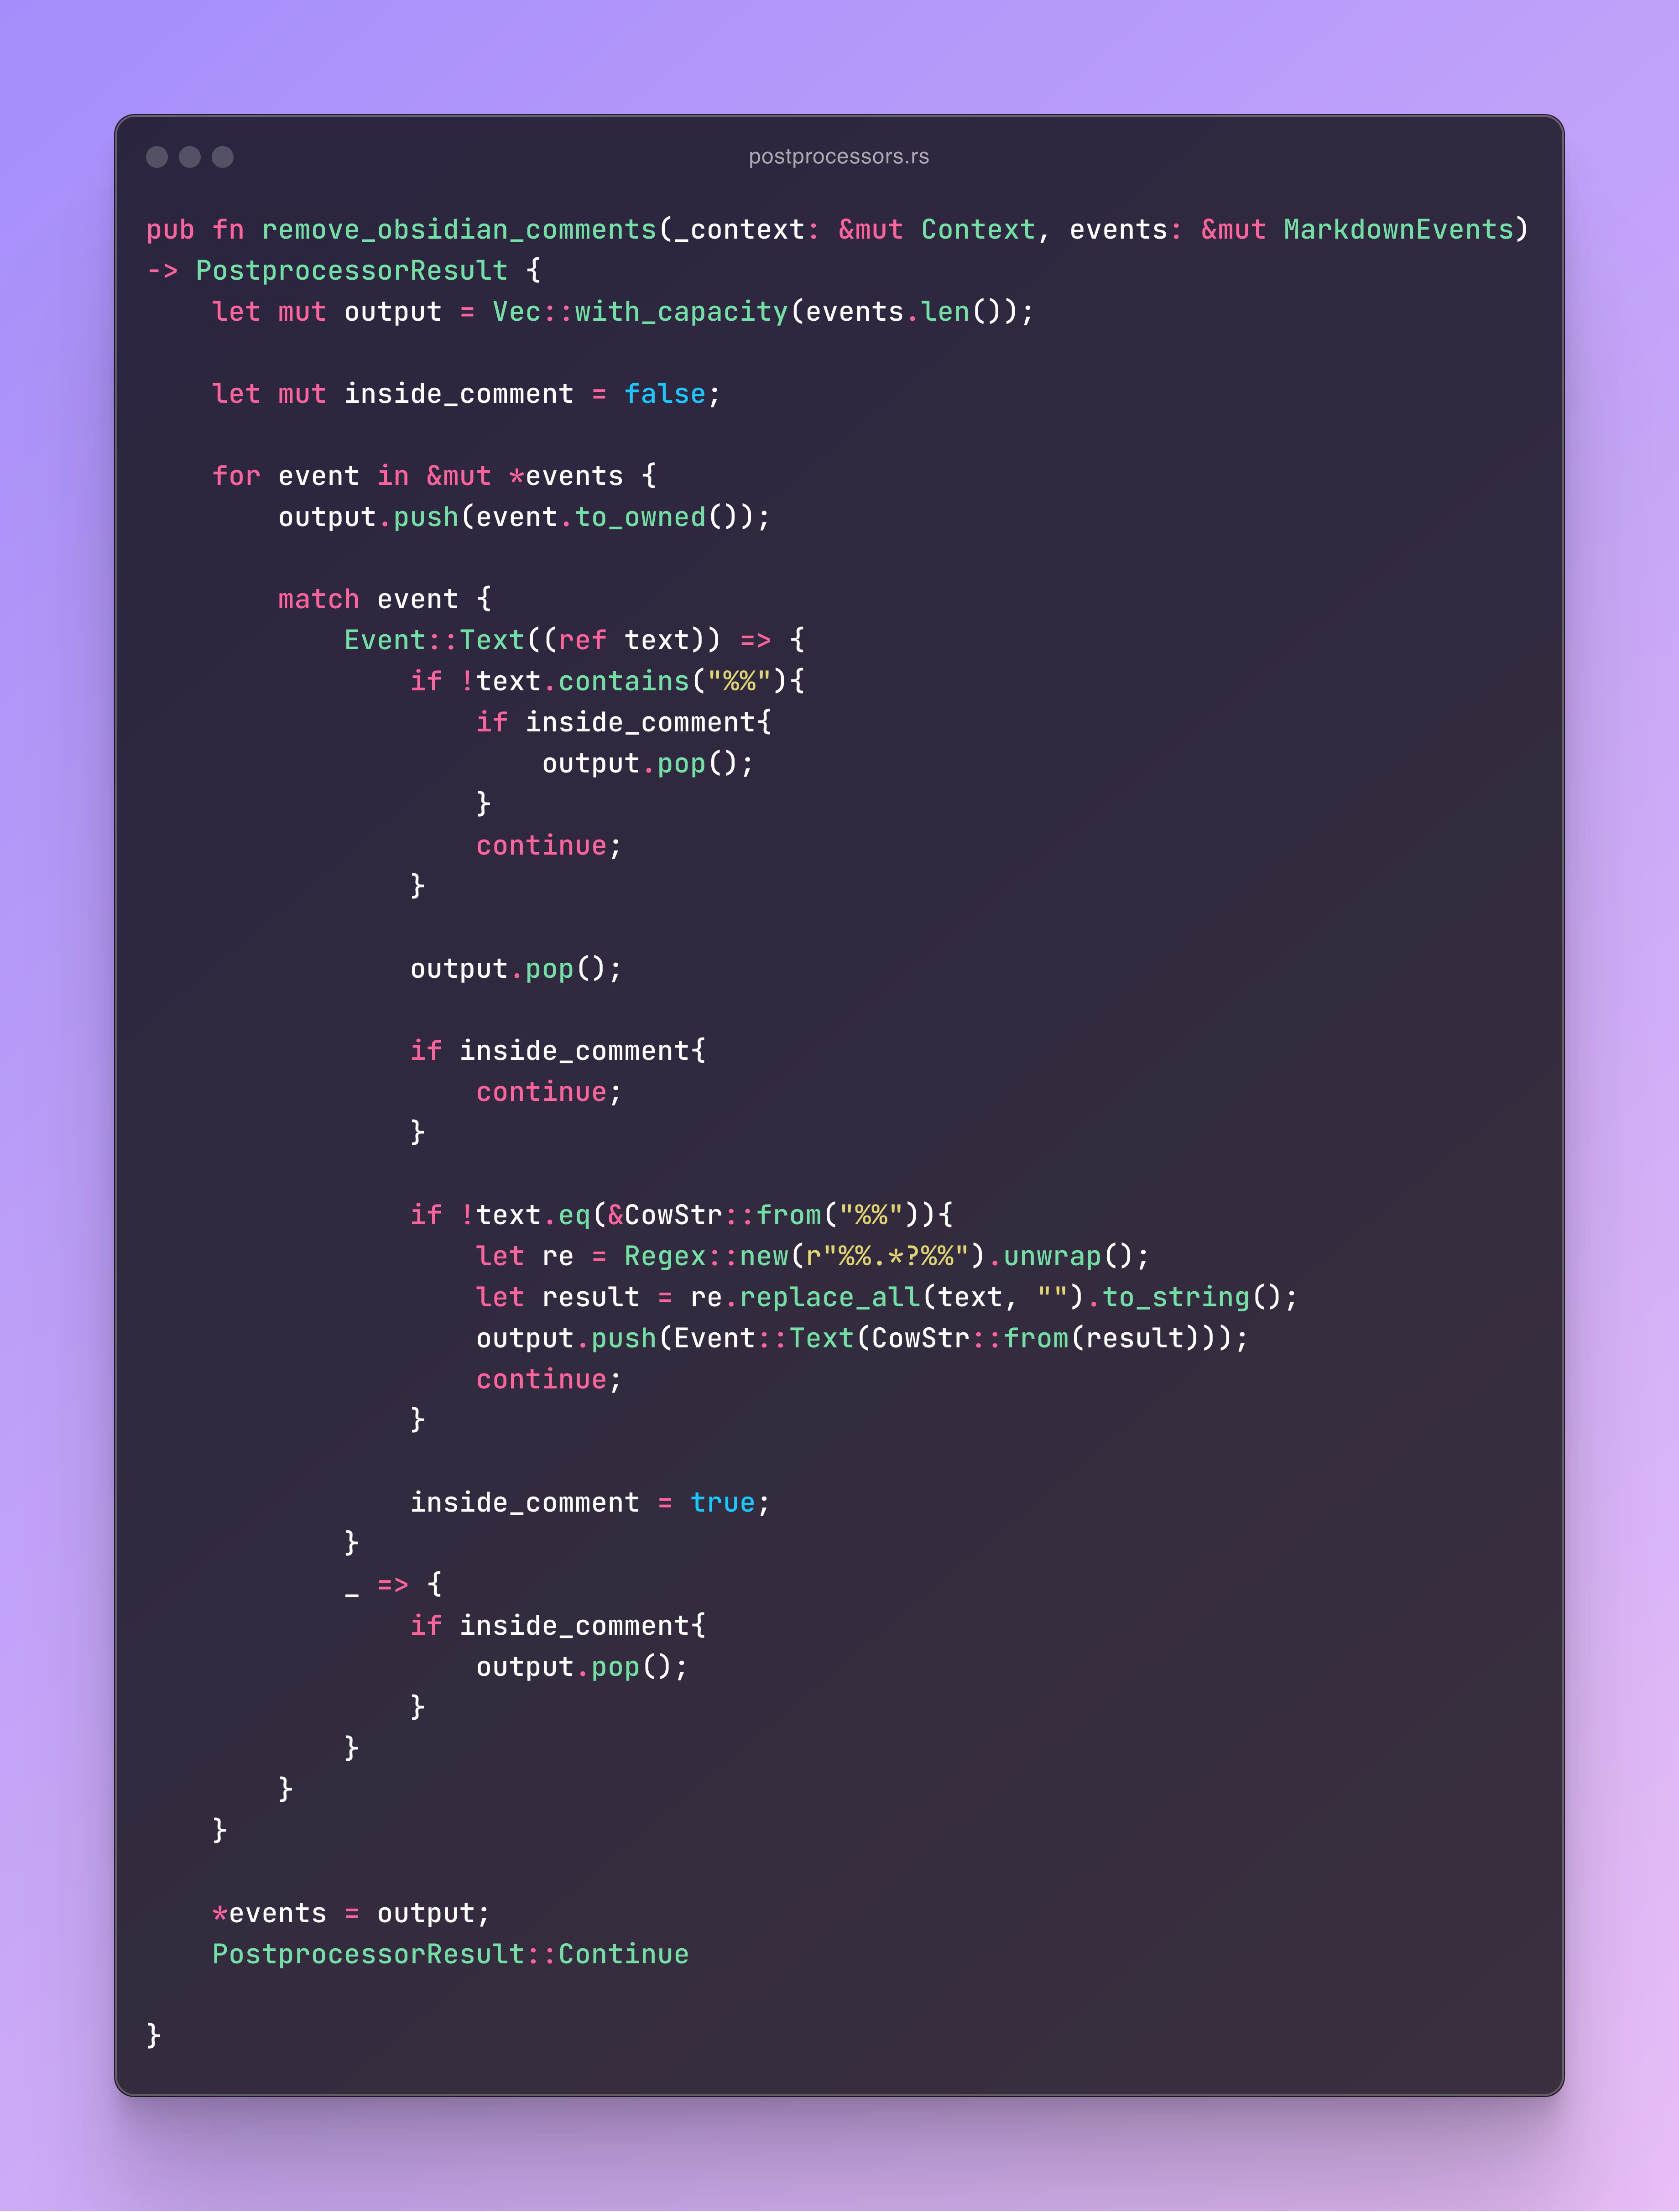 postprocessors.rs
pub fn remove_obsidian_comments(_context: &mut Context, events: &mut MarkdownEvents)
-> PostprocessorResult {
    let mut output = Vec::with_capacity(events.len());

    let mut inside_comment = false;

    for event in &mut *events {
        output.push(event.to_owned());

        match event {
            Event::Text((ref text)) => {
                if !text.contains("%%"){
                    if inside_comment{
                        output.pop();
                    }
                    continue;
                }

                output.pop();

                if inside_comment{
                    continue;
                }

                if !text.eq(&CowStr::from("%%")){
                    let re = Regex::new(r"%%.*?%%").unwrap();
                    let result = re.replace_all(text, "").to_string();
                    output.push(Event::Text(CowStr::from(result)));
                    continue;
                }

                inside_comment = true;
            }
            _ => {
                if inside_comment{
                    output.pop();
                }
            }
        }
    }

    *events = output;
    PostprocessorResult::Continue

}